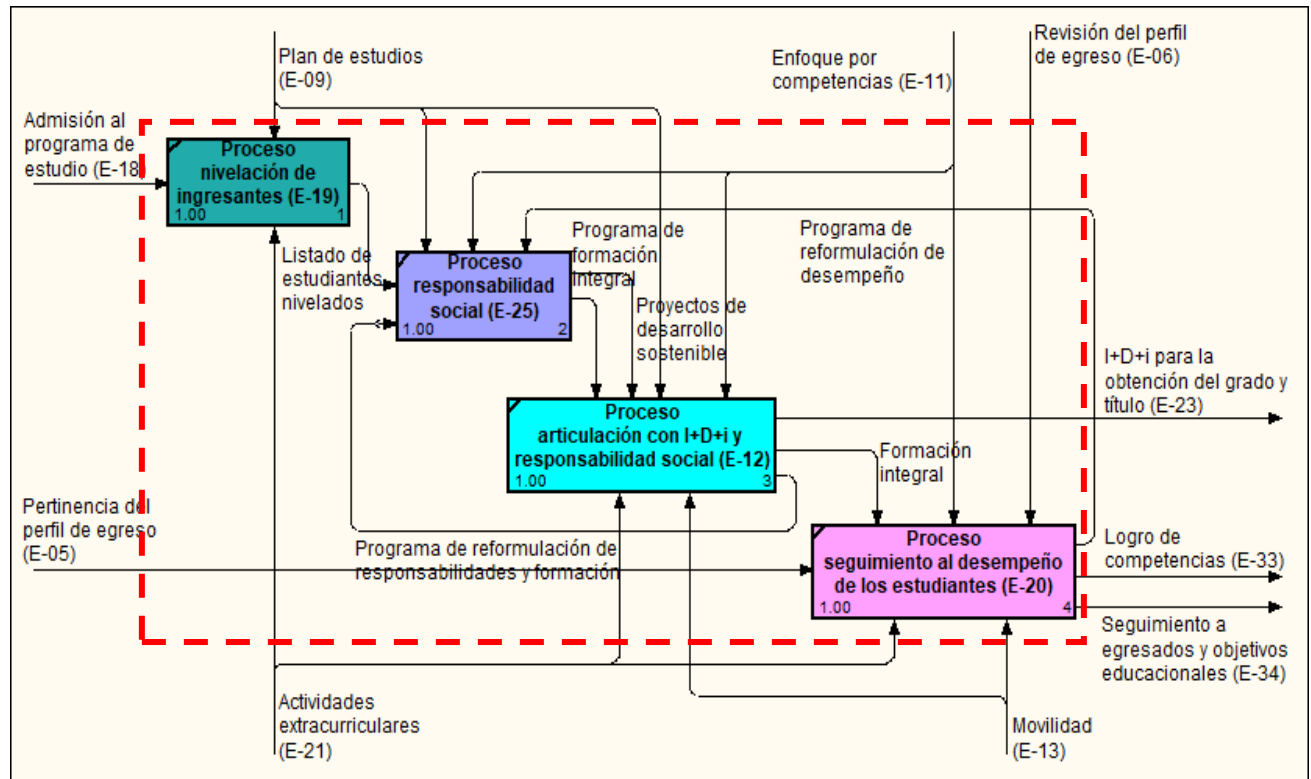 Plan de estudios
(E-09)
Enfoque por
competencias (E-11)
Revisión del perfil
de egreso (E-06)
Admisión al
programa de
estudio (E-18)
Proceso
nivelación de
ingresantes (E-19)
1.00 1
Listado de
estudiantes
nivelados
Proceso
responsabilidad
social (E-25)
1.00 2
Programa de
formación
integral
Proyectos de
desarrollo
sostenible
Programa de
reformulación de
desempeño
Proceso
articulación con I+D+i y
responsabilidad social (E-12)
1.00 3
I+D+i para la
obtención del grado y
título (E-23)
Formación
integral
Pertinencia del
perfil de egreso
(E-05)
Programa de reformulación de
responsabilidades y formación
Proceso
seguimiento al desempeño
de los estudiantes (E-20)
1.00 4
Logro de
competencias (E-33)
Seguimiento a
egresados y objetivos
educacionales (E-34)
Actividades
extracurriculares
(E-21)
Movilidad
(E-13)